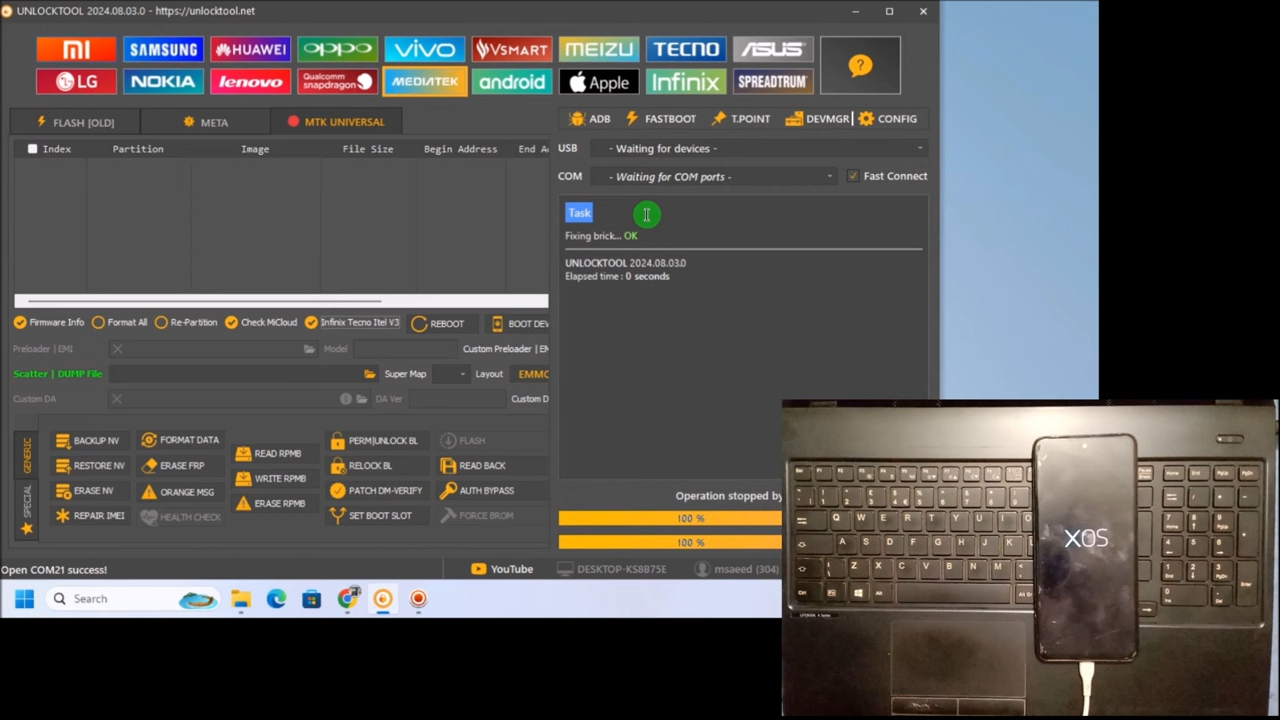 UNLOCKTOOL 2024.08.03.0 - https://unlocktool.net
mi SAMSUNG HUAWEI oppo vivo VSMART MEIZU TECNO ASUS ?
LG NOKIA lenovo Qualcomm snapdragon MEDIATEK android Apple Infinix SPREADTRUM
FLASH [OLD] META MTK UNIVERSAL
ADB FASTBOOT T.POINT DEVMGR CONFIG
Index Partition Image File Size Begin Address End A
USB - Waiting for devices -
COM - Waiting for COM ports - Fast Connect
Task
Fixing brick... OK
UNLOCKTOOL 2024.08.03.0
Elapsed time : 0 seconds
Firmware Info Format All Re-Partition Check MiCloud Infinix Tecno Itel V3 REBOOT BOOT DEV
Preloader | EMI Model Custom Preloader | EM
Scatter | DUMP File Super Map Layout EMMC
Custom DA DA Ver Custom D
GENERIC
SPECIAL
BACKUP NV FORMAT DATA READ RPMB PERM|UNLOCK BL FLASH
RESTORE NV ERASE FRP WRITE RPMB RELOCK BL READ BACK
ERASE NV ORANGE MSG ERASE RPMB PATCH DM-VERIFY AUTH BYPASS
REPAIR IMEI HEALTH CHECK SET BOOT SLOT FORCE BROM
Operation stopped by
100 %
100 %
Open COM21 success! YouTube DESKTOP-KS8B75E msaeed (304)
Search
XOS
Q W E R T Y U I O P
A S D F G H J K L
Z X C V B N M